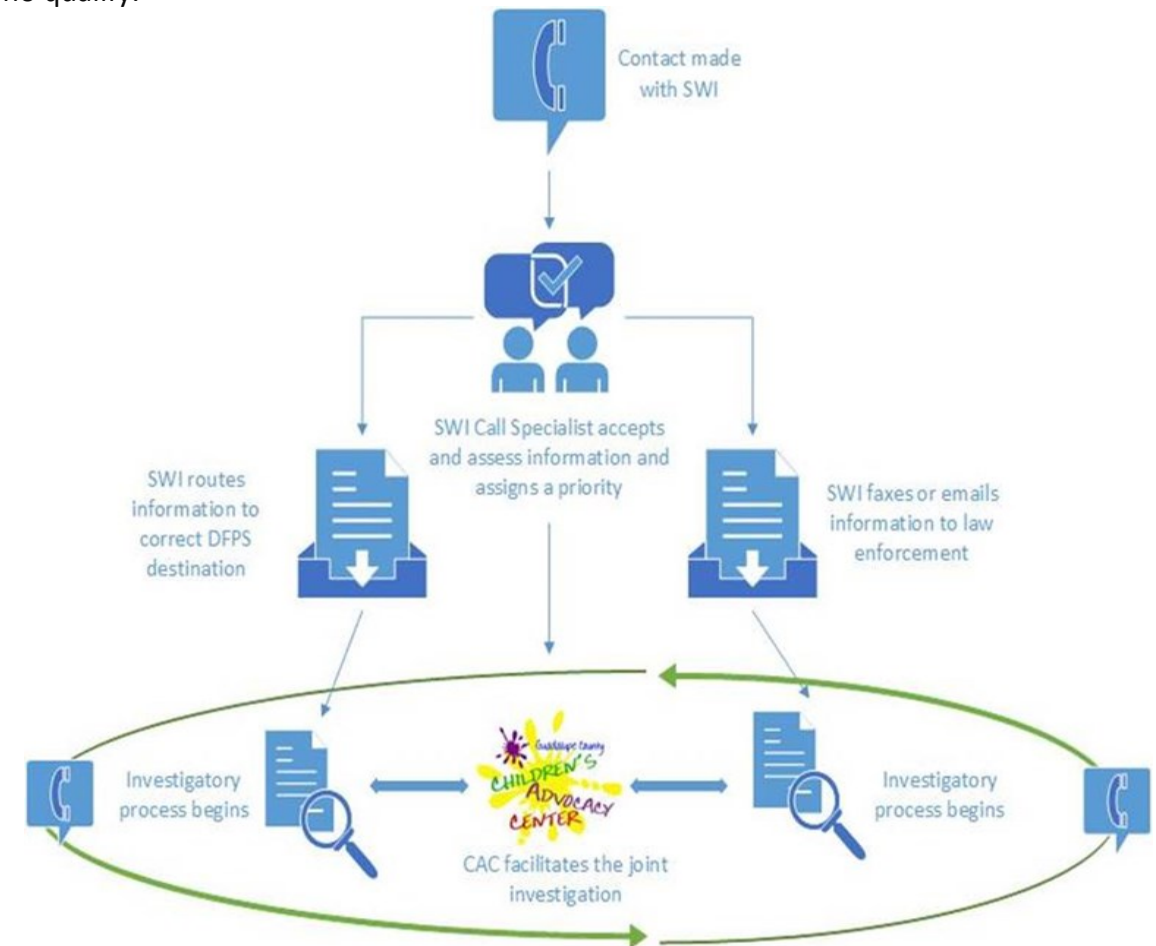 Contact made
with SWI
SWI Call Specialist accepts
and assess information and
assigns a priority
SWI routes
information to
correct DFPS
destination
SWI faxes or emails
information to law
enforcement
Investigatory
process begins
Guadalupe County
CHILDREN'S
ADVOCACY
CENTER
CAC facilitates the joint
investigation
Investigatory
process begins